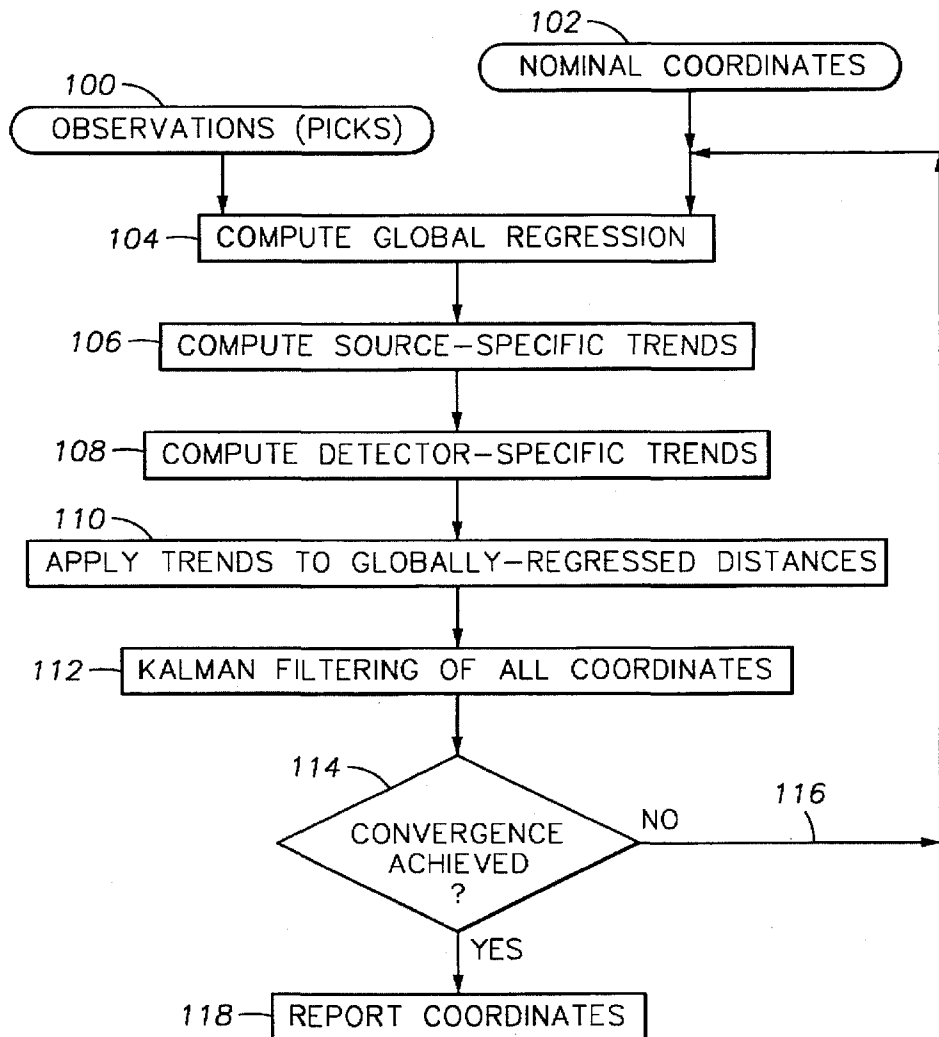 102
NOMINAL COORDINATES
100
OBSERVATIONS (PICKS)
104
COMPUTE GLOBAL REGRESSION
106
COMPUTE SOURCE-SPECIFIC TRENDS
108
COMPUTE DETECTOR-SPECIFIC TRENDS
110
APPLY TRENDS TO GLOBALLY-REGRESSED DISTANCES
112
KALMAN FILTERING OF ALL COORDINATES
114
CONVERGENCE
ACHIEVED
?
NO
116
YES
118
REPORT COORDINATES